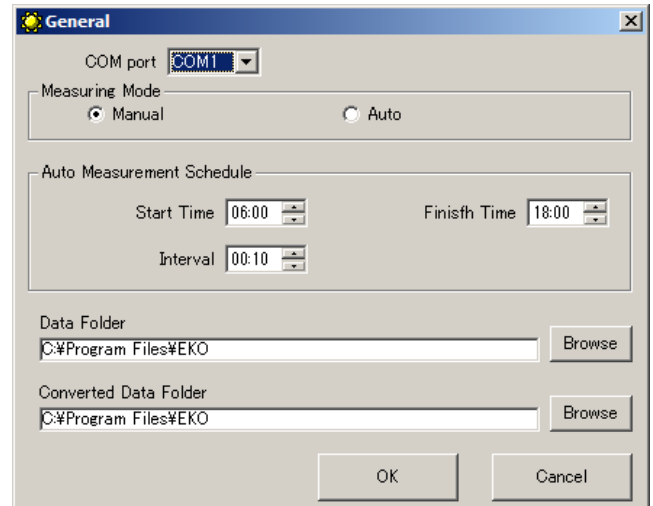 General
COM port COM1
Measuring Mode
Manual Auto
Auto Measurement Schedule
Start Time 06:00 Finisfh Time 18:00
Interval 00:10
Data Folder
C:¥Program Files¥EKO Browse
Converted Data Folder
C:¥Program Files¥EKO Browse
OK Cancel